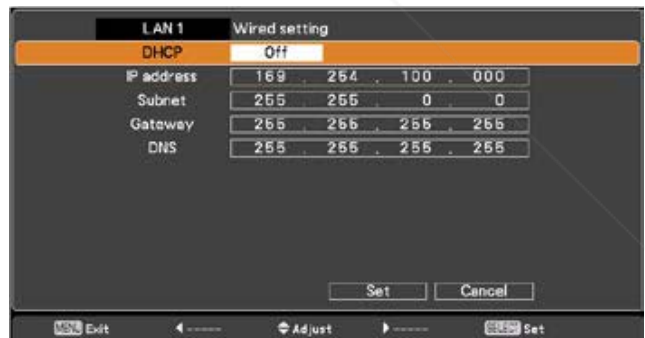 LAN 1 Wired setting
DHCP Off
IP address 169 . 254 . 100 . 000
Subnet 255 . 255 . 0 . 0
Gateway 255 . 255 . 255 . 255
DNS 255 . 255 . 255 . 255
Set Cancel
MENU Exit ◀----- Adjust ▶----- SELECT Set